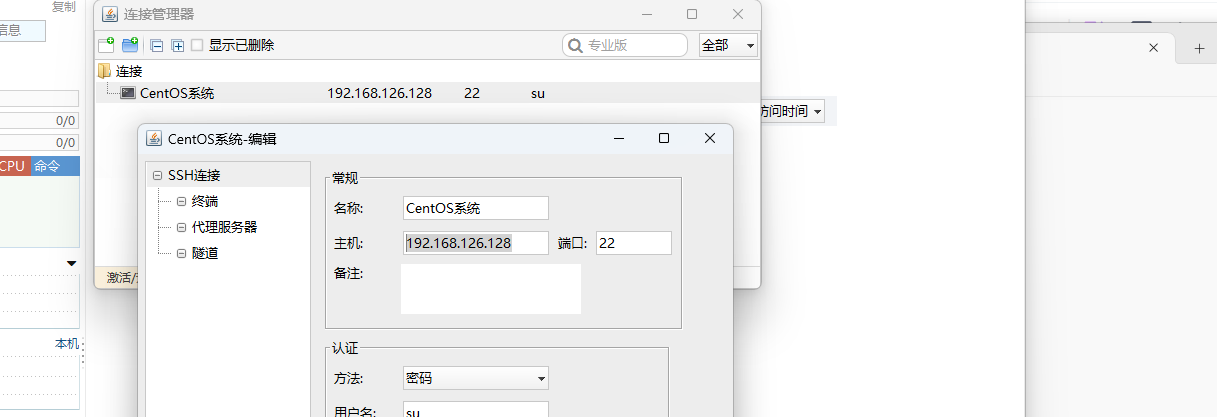 复制
信息
连接管理器
显示已删除
专业版
全部
连接
CentOS系统 192.168.126.128 22 su
访问时间
0/0
0/0
CPU 命令
CentOS系统-编辑
SSH连接
终端
代理服务器
隧道
常规
名称: CentOS系统
主机: 192.168.126.128 端口: 22
备注:
激活/
本机
认证
方法: 密码
用户名: su